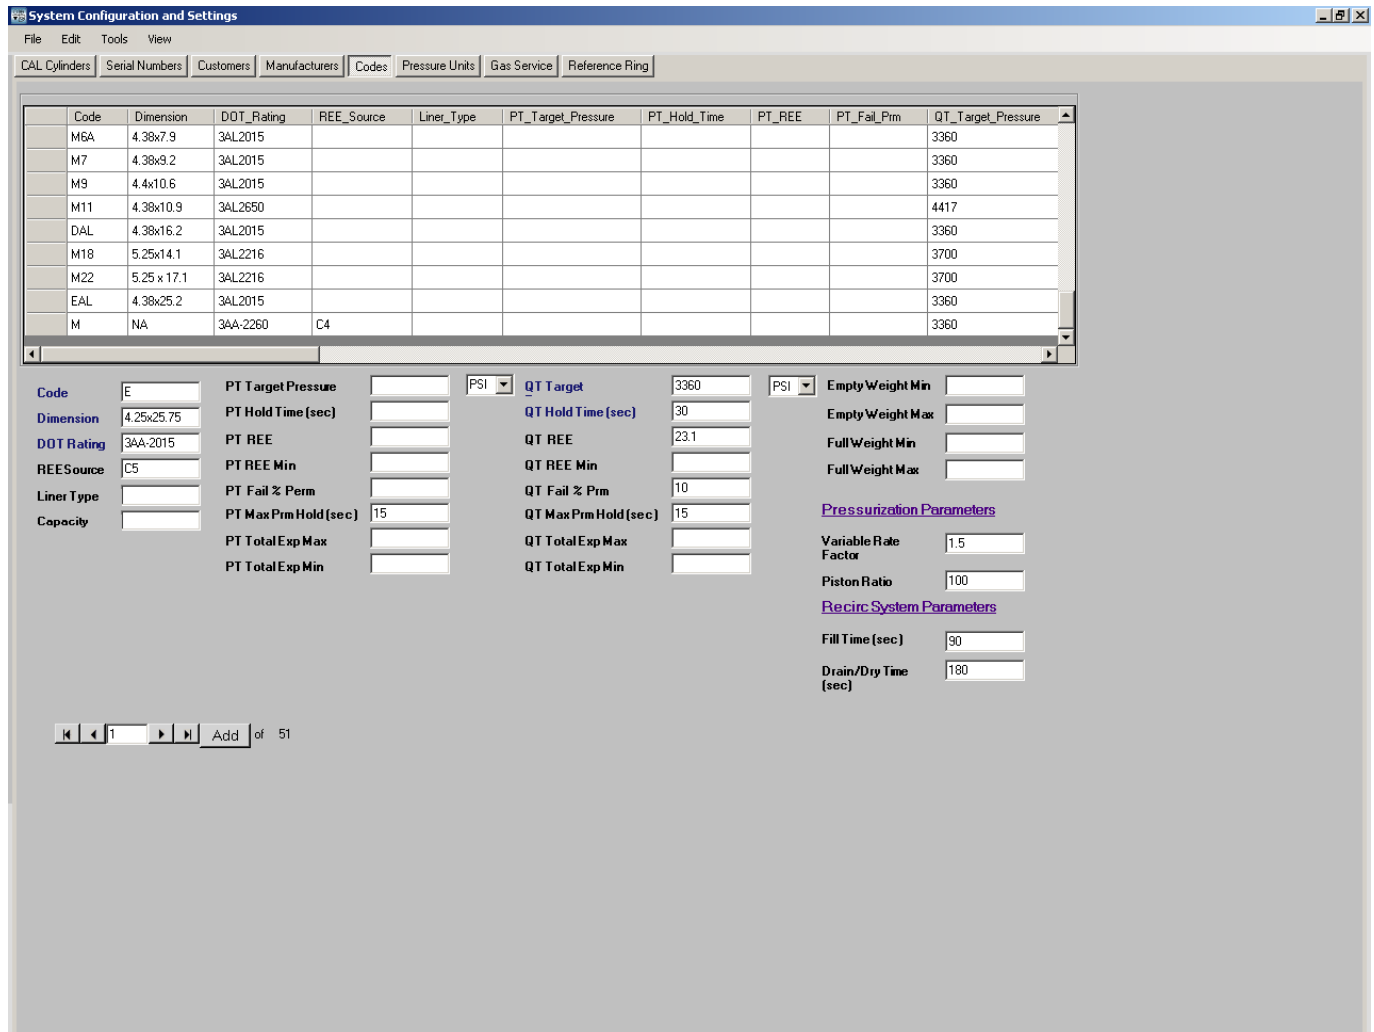 System Configuration and Settings
File Edit Tools View
CAL Cylinders Serial Numbers Customers Manufacturers Codes Pressure Units Gas Service Reference Ring
Code Dimension DOT_Rating REE_Source Liner_Type PT_Target_Pressure PT_Hold_Time PT_REE PT_Fail_Prm QT_Target_Pressure
M6A 4.38x7.9 3AL2015 3360
M7 4.38x9.2 3AL2015 3360
M9 4.4x10.6 3AL2015 3360
M11 4.38x10.9 3AL2650 4417
DAL 4.38x16.2 3AL2015 3360
M18 5.25x14.1 3AL2216 3700
M22 5.25 x 17.1 3AL2216 3700
EAL 4.38x25.2 3AL2015 3360
M NA 3AA-2260 C4 3360
Code E
Dimension 4.25x25.75
DOT Rating 3AA-2015
REESource C5
Liner Type
Capacity
PT Target Pressure PSI
PT Hold Time (sec)
PT REE
PT REE Min
PT Fail % Perm
PT Max Prm Hold (sec) 15
PT Total Exp Max
PT Total Exp Min
QT Target 3360 PSI
QT Hold Time (sec) 30
QT REE 23.1
QT REE Min
QT Fail % Prm 10
QT Max Prm Hold (sec) 15
QT Total Exp Max
QT Total Exp Min
Empty Weight Min
Empty Weight Max
Full Weight Min
Full Weight Max
Pressurization Parameters
Variable Rate
Factor 1.5
Piston Ratio 100
Recirc System Parameters
Fill Time (sec) 90
Drain/Dry Time
(sec) 180
1 Add of 51